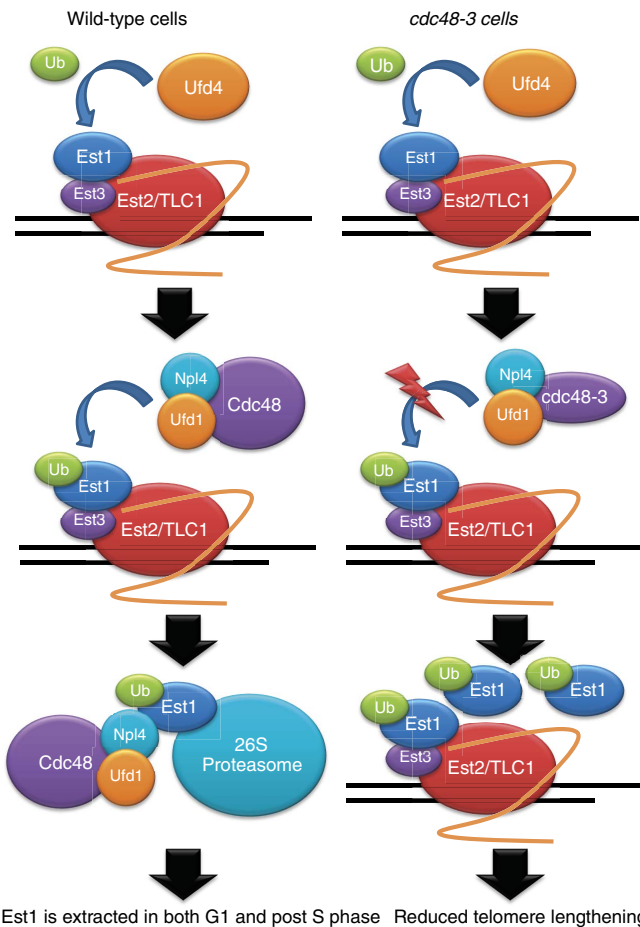 Wild-type cells
cdc48-3 cells
Ub
Ufd4
Est1
Est3
Est2/TLC1
Ub
Ufd4
Est1
Est3
Est2/TLC1
Npl4
Cdc48
Ufd1
Ub
Est1
Est3
Est2/TLC1
Npl4
cdc48-3
Ufd1
Ub
Est1
Est3
Est2/TLC1
Ub
Est1
Npl4
Cdc48
Ufd1
26S
Proteasome
Ub
Est1
Ub
Est1
Ub
Est1
Est3
Est2/TLC1
Est1 is extracted in both G1 and post S phase
Reduced telomere lengthening